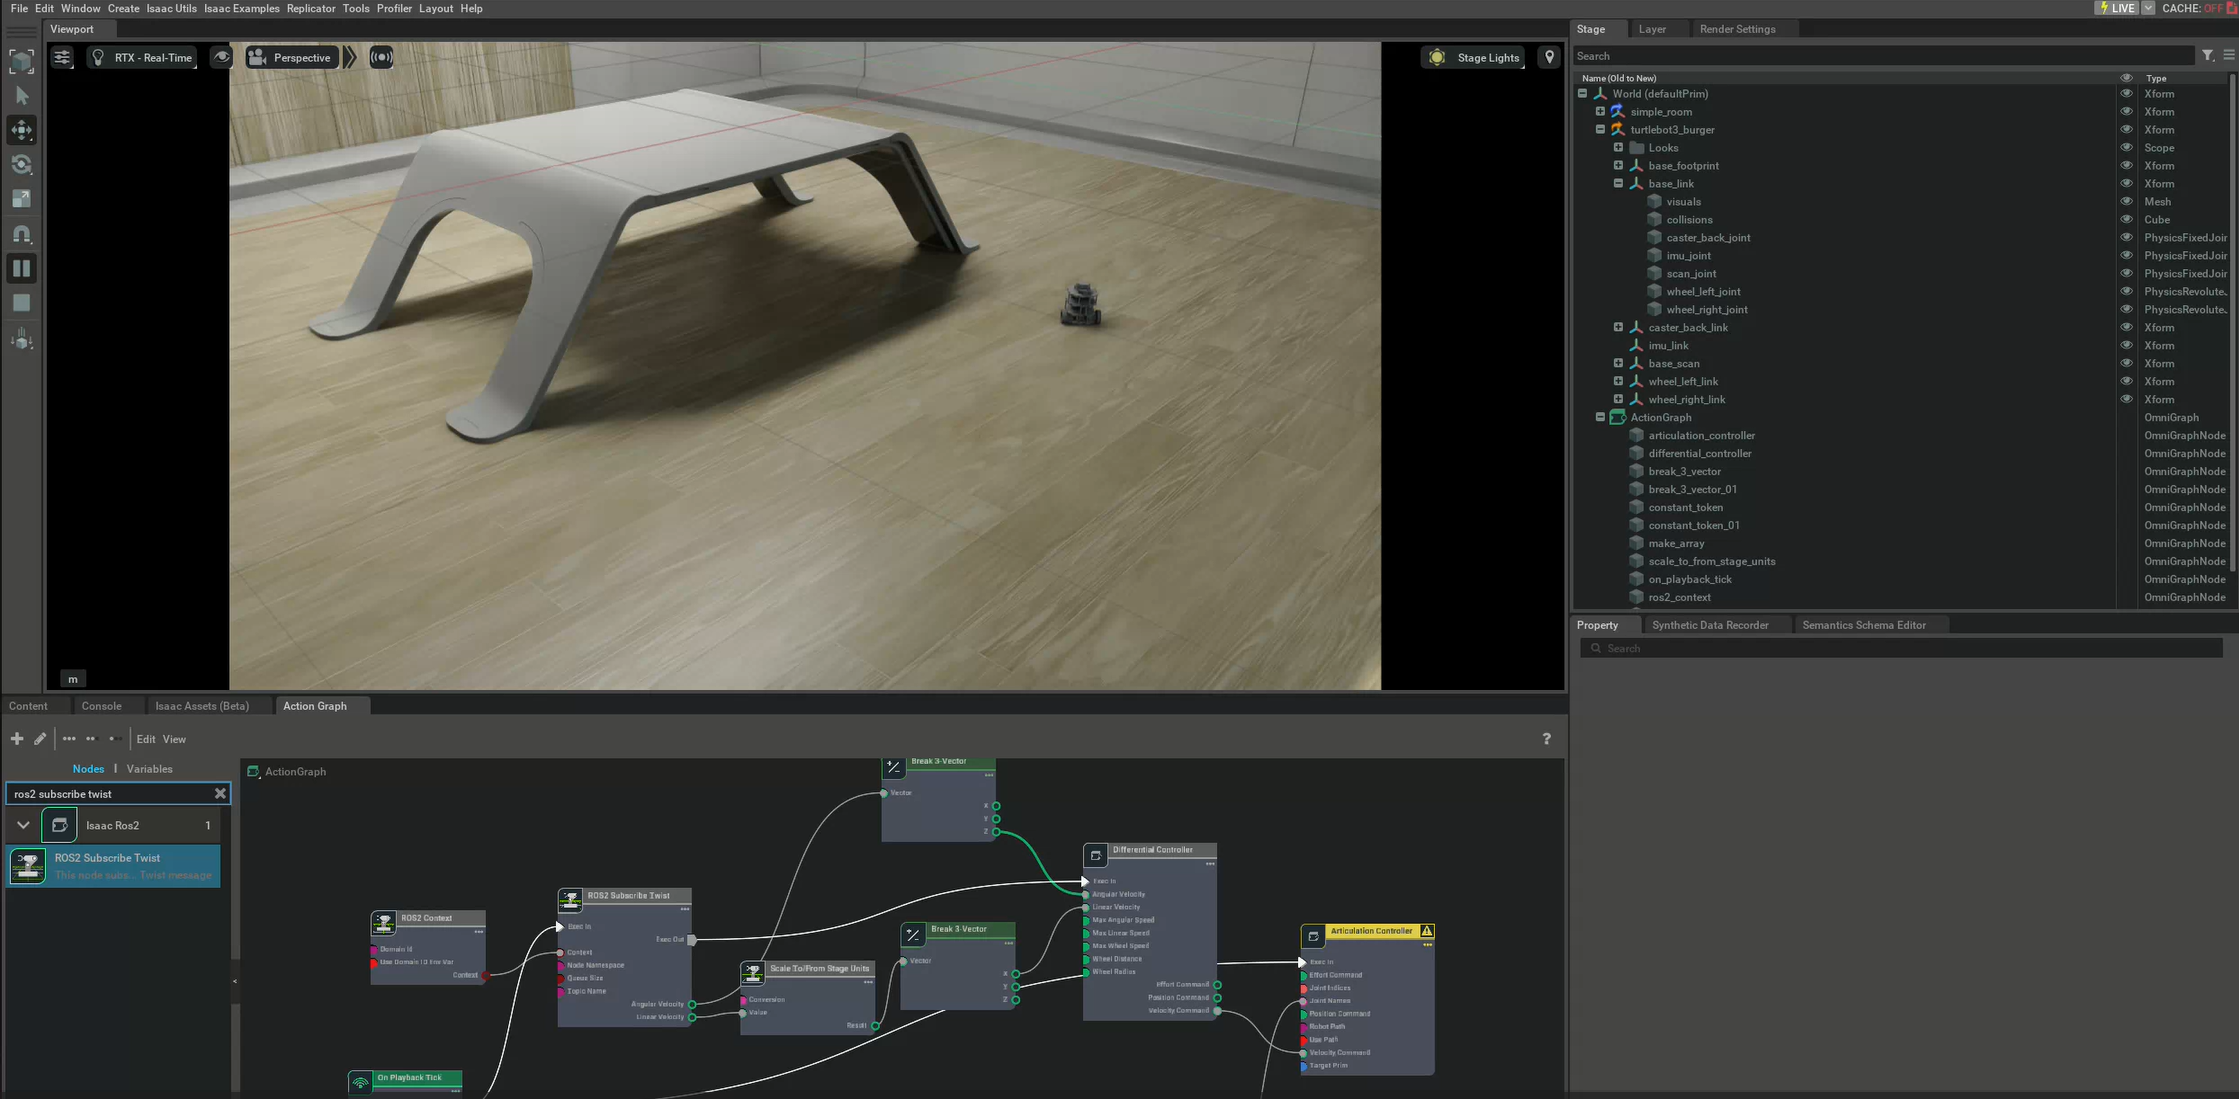 File Edit Window Create Isaac Utils Isaac Examples Replicator Tools Profiler Layout Help
LIVE CACHE: OFF
Viewport
RTX - Real-Time
Perspective
Stage Lights
m
Stage Layer Render Settings
Search
Name (Old to New) Type
World (defaultPrim) Xform
simple_room Xform
turtlebot3_burger Xform
Looks Scope
base_footprint Xform
base_link Xform
visuals Mesh
collisions Cube
caster_back_joint PhysicsFixedJoir
imu_joint PhysicsFixedJoir
scan_joint PhysicsFixedJoir
wheel_left_joint PhysicsRevolute.
wheel_right_joint PhysicsRevolute.
caster_back_link Xform
imu_link Xform
base_scan Xform
wheel_left_link Xform
wheel_right_link Xform
ActionGraph OmniGraph
articulation_controller OmniGraphNode
differential_controller OmniGraphNode
break_3_vector OmniGraphNode
break_3_vector_01 OmniGraphNode
constant_token OmniGraphNode
constant_token_01 OmniGraphNode
make_array OmniGraphNode
scale_to_from_stage_units OmniGraphNode
on_playback_tick OmniGraphNode
ros2_context OmniGraphNode
Property Synthetic Data Recorder Semantics Schema Editor
Search
Content Console Isaac Assets (Beta) Action Graph
Edit View
?
Nodes | Variables
ros2 subscribe twist
Isaac Ros2 1
ROS2 Subscribe Twist
This node subs... Twist message
ActionGraph
Break 3-Vector
Vector
X
Y
Z
ROS2 Context
Domain Id
Use Domain ID Env Var
Context
ROS2 Subscribe Twist
Exec In
Exec Out
Context
Node Namespace
Queue Size
Topic Name
Angular Velocity
Linear Velocity
Scale To/From Stage Units
Conversion
Value
Result
Break 3-Vector
Vector
X
Y
Z
Differential Controller
Exec In
Angular Velocity
Linear Velocity
Max Angular Speed
Max Linear Speed
Max Wheel Speed
Wheel Distance
Wheel Radius
Effort Command
Position Command
Velocity Command
Articulation Controller
Exec In
Effort Command
Joint Indices
Joint Names
Position Command
Robot Path
Use Path
Velocity Command
Target Prim
On Playback Tick